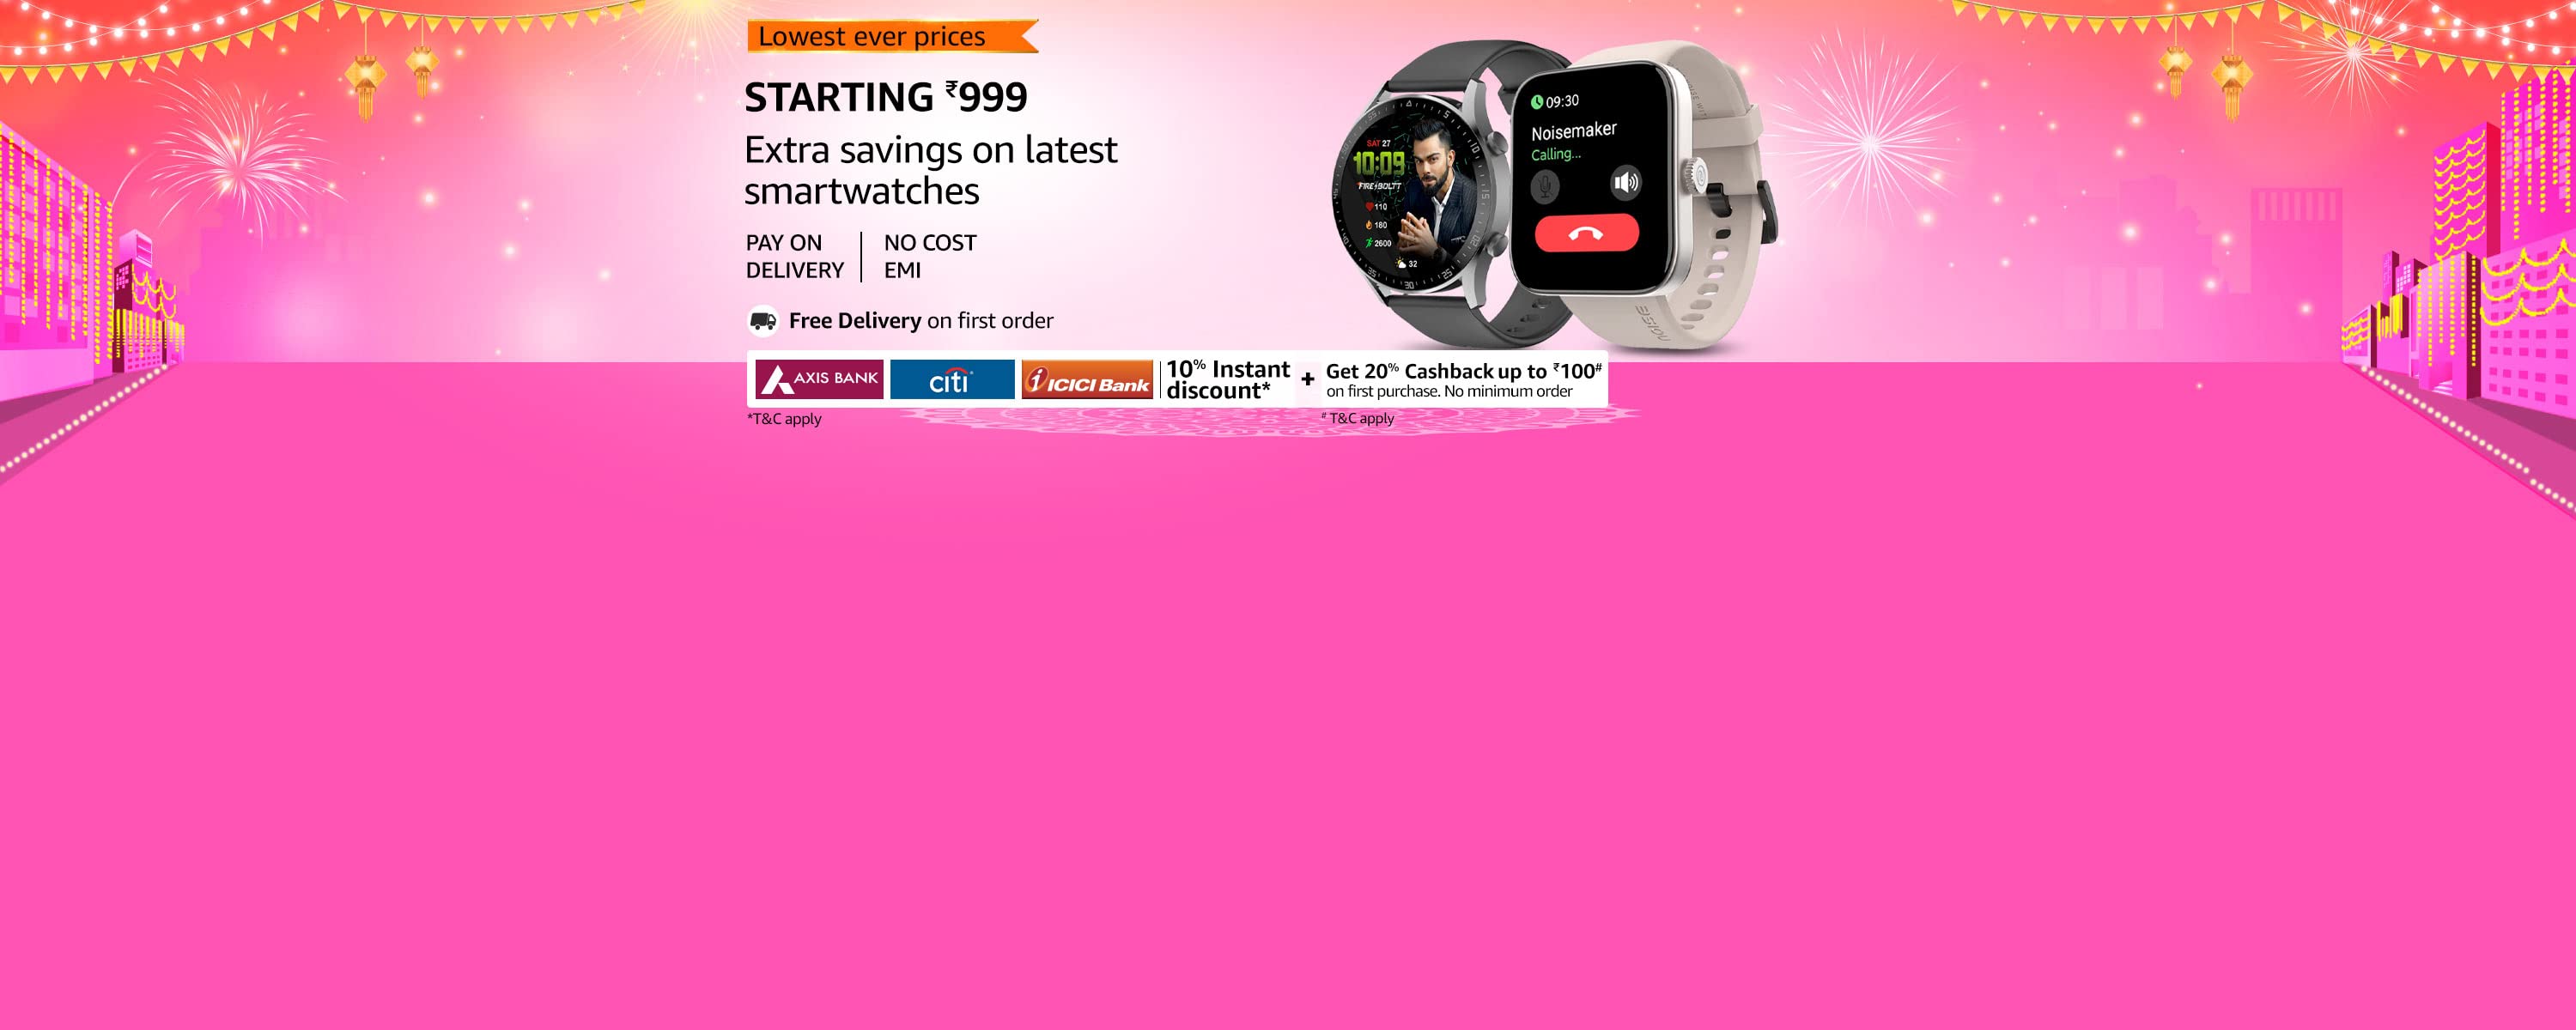 Lowest ever prices
STARTING ₹999
Extra savings on latest
smartwatches
PAY ON
DELIVERY
NO COST
EMI
Free Delivery on first order
AXIS BANK
citi
ICICI Bank
10% Instant
discount*
+
Get 20% Cashback up to ₹100#
on first purchase. No minimum order
*T&C apply
# T&C apply
SAT 27
10:09
FIRE-BOLTT
110
180
2600
32
09:30
Noisemaker
Calling...
NOISE